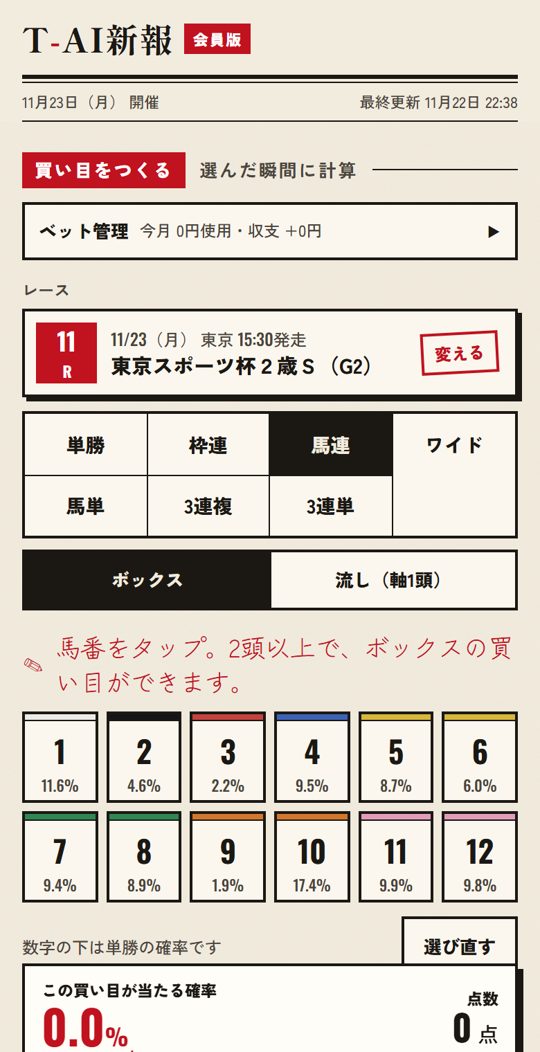 T-AI新報 会員版
11月23日（月） 開催 最終更新 11月22日 22:38
買い目をつくる 選んだ瞬間に計算
ベット管理 今月 0円使用・収支 +0円 ▶
レース
11 R
11/23（月） 東京 15:30発走
東京スポーツ杯２歳Ｓ（G2）
変える
単勝 枠連 馬連 ワイド
馬単 3連複 3連単
ボックス 流し（軸1頭）
✎ 馬番をタップ。2頭以上で、ボックスの買
い目ができます。
1 2 3 4 5 6
11.6% 4.6% 2.2% 9.5% 8.7% 6.0%
7 8 9 10 11 12
9.4% 8.9% 1.9% 17.4% 9.9% 9.8%
数字の下は単勝の確率です 選び直す
この買い目が当たる確率 点数
0.0% 0 点